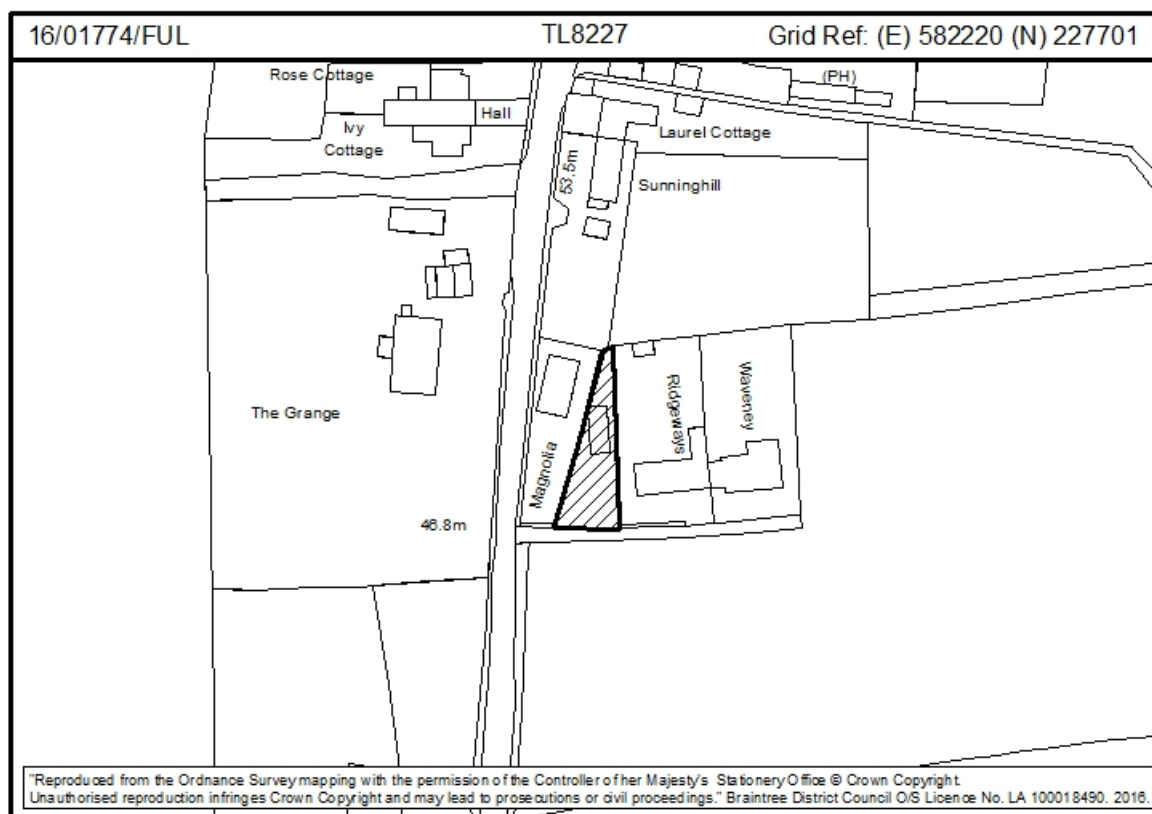 16/01774/FUL TL8227 Grid Ref: (E) 582220 (N) 227701
Rose Cottage
(PH)
Hall
Ivy
Cottage
Laurel Cottage
53.5m
Sunninghill
The Grange
Magnolia
Ridgeways
Waveney
46.8m
"Reproduced from the Ordnance Survey mapping with the permission of the Controller of her Majesty's Stationery Office © Crown Copyright.
Unauthorised reproduction infringes Crown Copyright and may lead to prosecutions or civil proceedings." Braintree District Council O/S Licence No. LA 100018490. 2016.